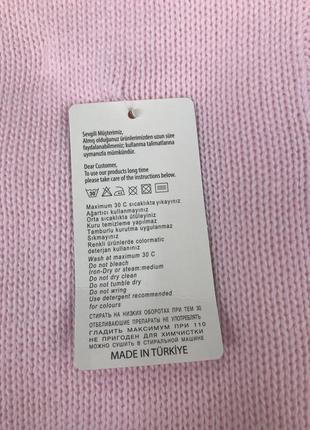 Sevgili Müşterimiz,
Almış olduğunuz ürünlerimizden uzun süre
faydalanabilmeniz; kullanma talimatlarına
uymanızla mümkündür.
Dear Customer,
To use our products long time
please take care of the instructions below.
30
Maximum 30 C sıcaklıkta yıkayınız
Ağartıcı kullanmayınız
Orta sıcaklıkta ütüleyiniz
Kuru temizleme yapmayınız
Tamburlu kurutma uygulanmaz
Sıkmayınız
Renkli ürünlerde colormatic
deterjan kullanınız
Wash at maximum 30 C
Do not bleach
Iron-Dry or steam:medium
Do not dry clean
Do not tumble dry
Do not wring
Use detergent recommended
for colours
СТИРАТЬ НА НИЗКИХ ОБОРОТАХ ПРИ ТЕМ 30
ОТБЕЛИВАЮЩИЕ ПРЕПАРАТЫ НЕ УПОТРЕБЛЯТЬ
ГЛАДИТЬ МАКСИМУМ ПРИ 110
НЕ ПРИГОДЕН ДЛЯ ХИМЧИСТКИ
МОЖНО СУШИТЬ В СТИРАЛЬНОЙ МАШИНЕ
MADE IN TÜRKİYE